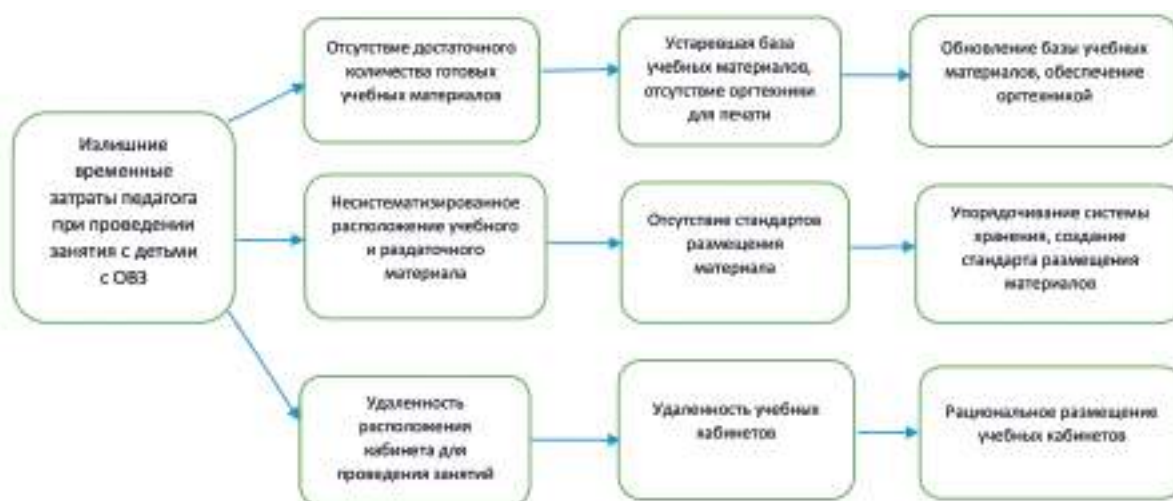 Излишние
временные
затраты педагога
при проведении
занятия с детьми
с ОВЗ
Отсутствие достаточного
количества готовых
учебных материалов
Устаревшая база
учебных материалов,
отсутствие оргтехники
для печати
Обновление базы учебных
материалов, обеспечение
оргтехникой
Несистематизированное
расположение учебного
и раздаточного
материала
Отсутствие стандартов
размещения
материала
Упорядочивание системы
хранения, создание
стандарта размещения
материалов
Удаленность
расположения
кабинета для
проведения занятий
Удаленность учебных
кабинетов
Рациональное размещение
учебных кабинетов